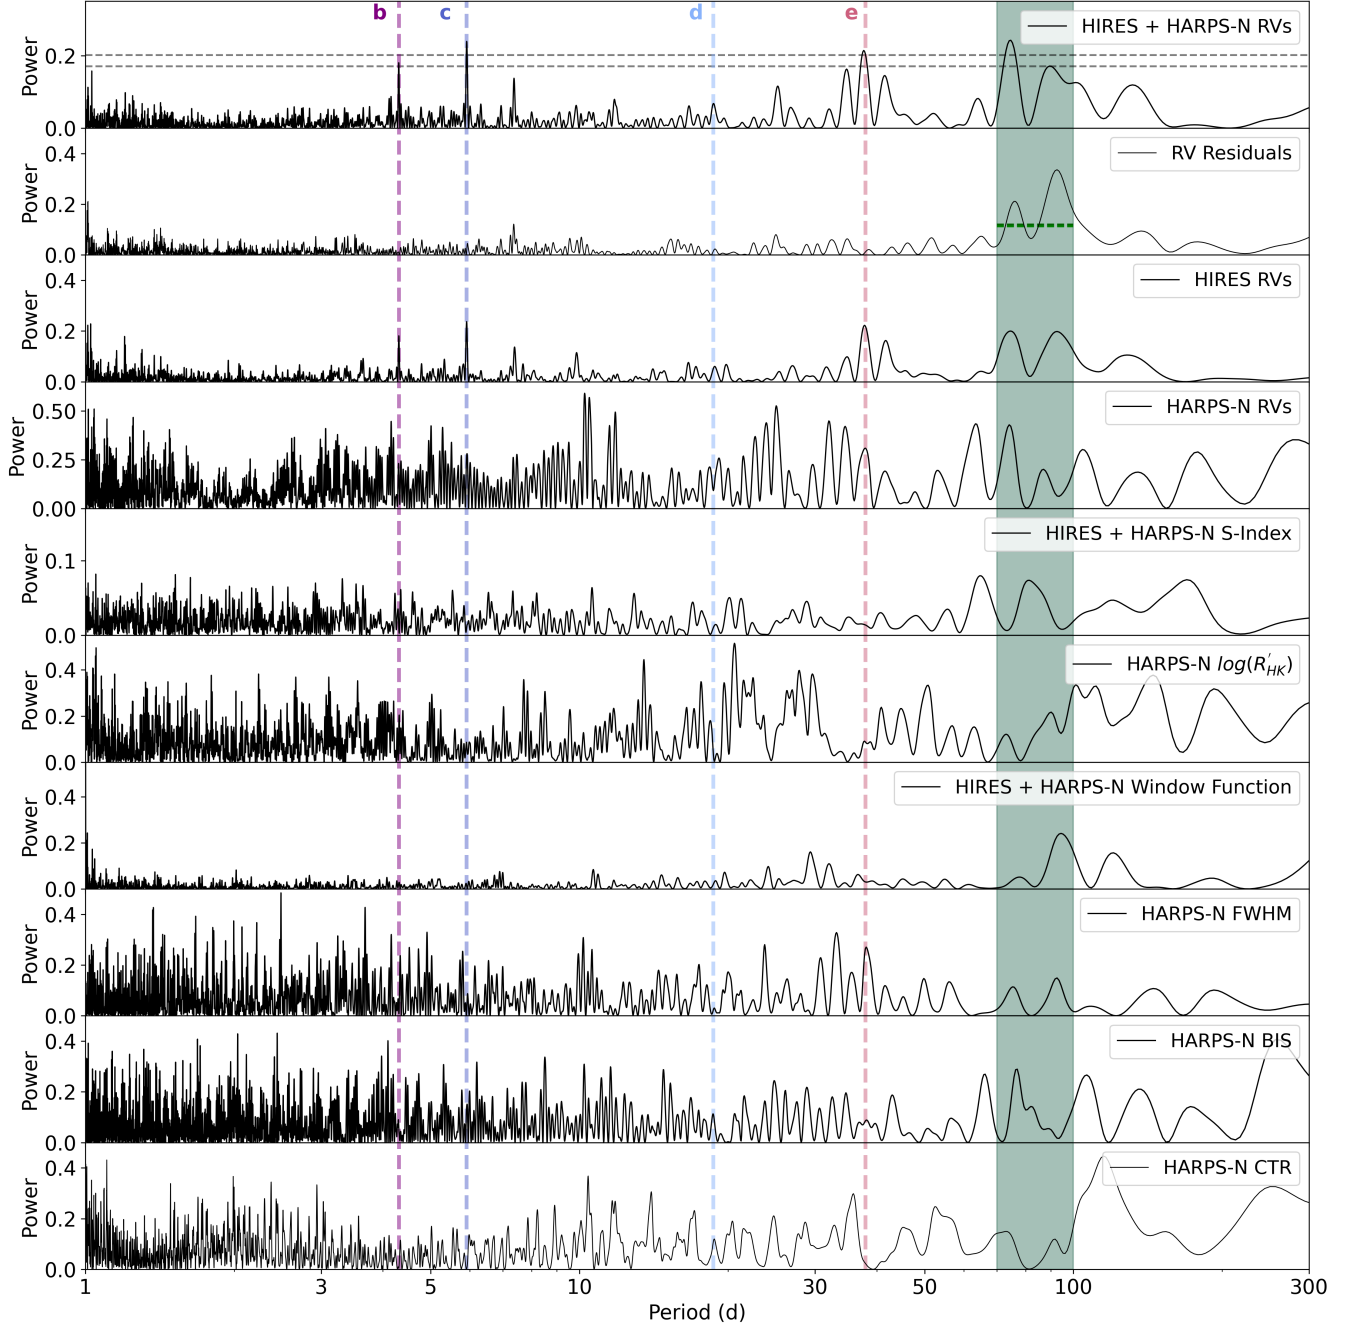 b c d e
HIRES + HARPS-N RVs
Power
0.2
0.0
RV Residuals
Power
0.4
0.2
0.0
HIRES RVs
Power
0.4
0.2
0.0
HARPS-N RVs
Power
0.50
0.25
0.00
HIRES + HARPS-N S-Index
Power
0.1
0.0
HARPS-N log(R'HK)
Power
0.4
0.2
0.0
HIRES + HARPS-N Window Function
Power
0.4
0.2
0.0
HARPS-N FWHM
Power
0.4
0.2
0.0
HARPS-N BIS
Power
0.4
0.2
0.0
HARPS-N CTR
Power
0.4
0.2
0.0
1 3 5 10 30 50 100 300
Period (d)